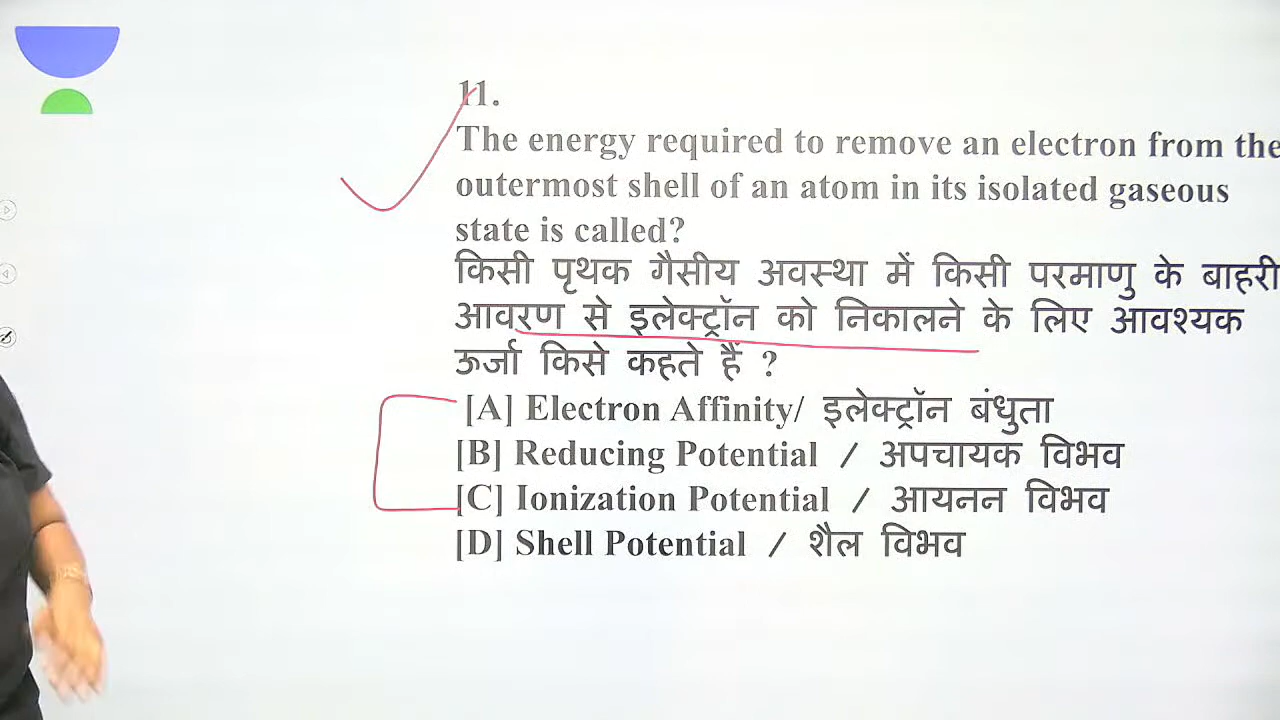 11.
The energy required to remove an electron from the
outermost shell of an atom in its isolated gaseous
state is called?
किसी पृथक गैसीय अवस्था में किसी परमाणु के बाहरी
आवरण से इलेक्ट्रॉन को निकालने के लिए आवश्यक
ऊर्जा किसे कहते हैं ?
[A] Electron Affinity/ इलेक्ट्रॉन बंधुता
[B] Reducing Potential / अपचायक विभव
[C] Ionization Potential / आयनन विभव
[D] Shell Potential / शैल विभव